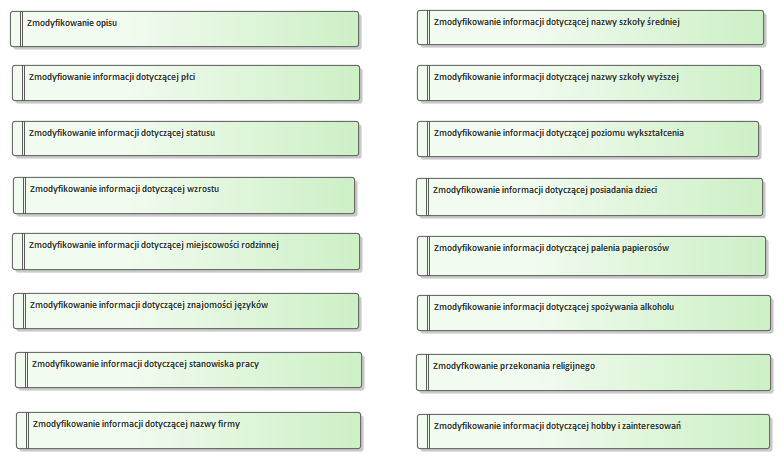 Zmodyfikowanie opisu
Zmodyfiowanie informacji dotyczącej płci
Zmodyfikowanie informacji dotyczącej statusu
Zmodyfikowanie informacji dotyczącej wzrostu
Zmodyfikowanie informacji dotyczącej miejscowości rodzinnej
Zmodyfikowanie informacji dotyczącej znajomości języków
Zmodyfikowanie informacji dotyczącej stanowiska pracy
Zmodyfikowanie informacji dotyczącej nazwy firmy
Zmodyfikowanie informacji dotyczącej nazwy szkoły średniej
Zmodyfikowanie informacji dotyczącej nazwy szkoły wyższej
Zmodyfikowanie informacji dotyczącej poziomu wykształcenia
Zmodyfikowanie informacji dotyczącej posiadania dzieci
Zmodyfikowanie informacji dotyczącej palenia papierosów
Zmodyfikowanie informacji dotyczącej spożywania alkoholu
Zmodyfkowanie przekonania religijnego
Zmodyfikowanie informacji dotyczącej hobby i zainteresowań